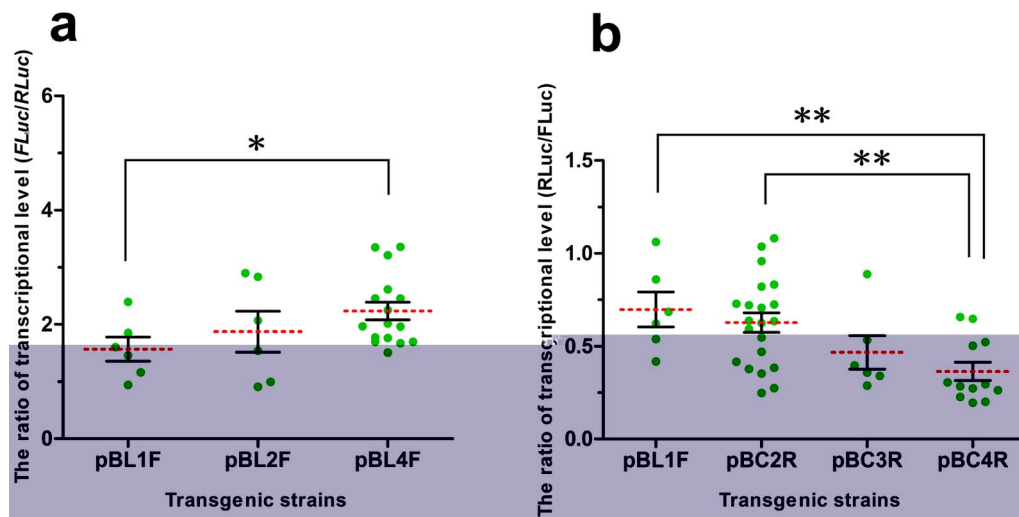 a
The ratio of transcriptional level (FLuc/RLuc)
6
4
2
0
*
pBL1F pBL2F pBL4F
Transgenic strains
b
The ratio of transcriptional level (RLuc/FLuc)
1.5
1.0
0.5
0.0
**
**
pBL1F pBC2R pBC3R pBC4R
Transgenic strains